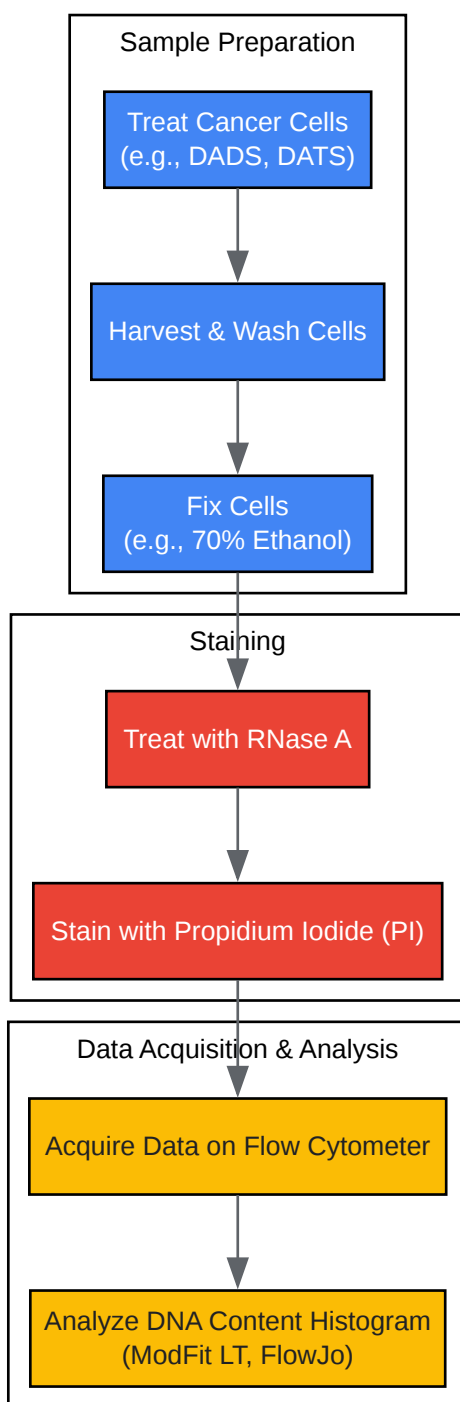 Sample Preparation
Treat Cancer Cells
(e.g., DADS, DATS)
Harvest & Wash Cells
Fix Cells
(e.g., 70% Ethanol)
Staining
Treat with RNase A
Stain with Propidium Iodide (PI)
Data Acquisition & Analysis
Acquire Data on Flow Cytometer
Analyze DNA Content Histogram
(ModFit LT, FlowJo)